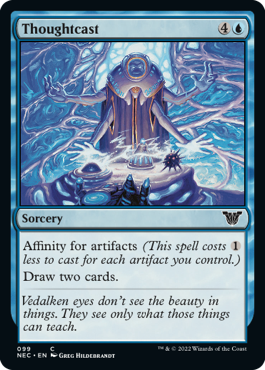 Thoughtcast 4
Sorcery
Affinity for artifacts (This spell costs 1
less to cast for each artifact you control.)
Draw two cards.
Vedalken eyes don't see the beauty in
things. They see only what those things
can teach.
099 C
NEC • EN Greg Hildebrandt ™ & © 2022 Wizards of the Coast